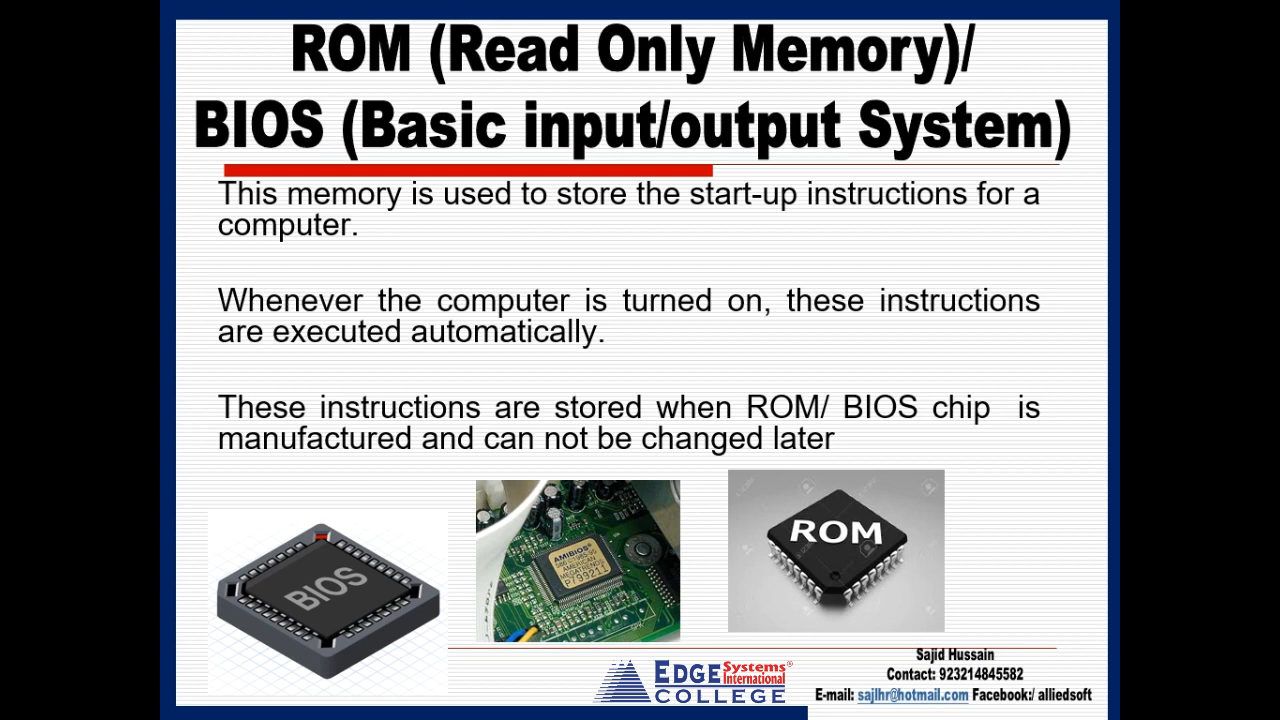 ROM (Read Only Memory)/
BIOS (Basic input/output System)
This memory is used to store the start-up instructions for a
computer.
Whenever the computer is turned on, these instructions
are executed automatically.
These instructions are stored when ROM/ BIOS chip is
manufactured and can not be changed later
BIOS
AMIBIOS
AMERICAN
MEGATRENDS
ROM
EDGE Systems® International
COLLEGE
Sajid Hussain
Contact: 923214845582
E-mail: sajlhr@hotmail.com Facebook:/ alliedsoft